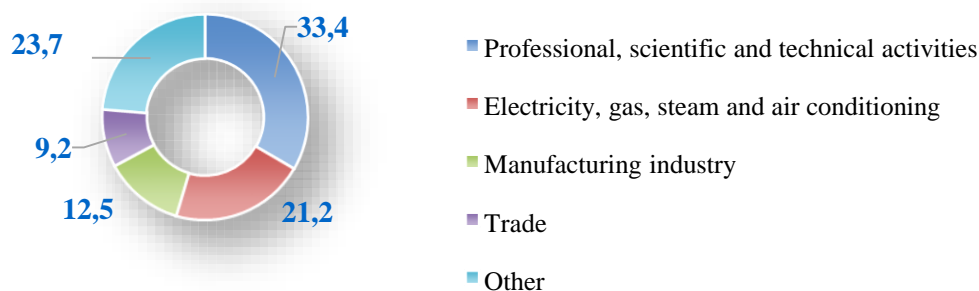 33,4
23,7
Professional, scientific and technical activities
Electricity, gas, steam and air conditioning
9,2
Manufacturing industry
12,5
21,2
Trade
Other